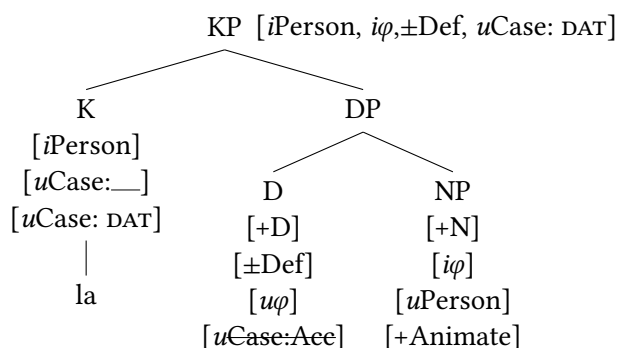 KP [iPerson, iφ,±Def, uCase: DAT]
K DP
[iPerson]
[uCase:__]
D NP
[uCase: DAT]
[+D] [+N]
[±Def] [iφ]
la
[uφ] [uPerson]
[uCase:Acc] [+Animate]